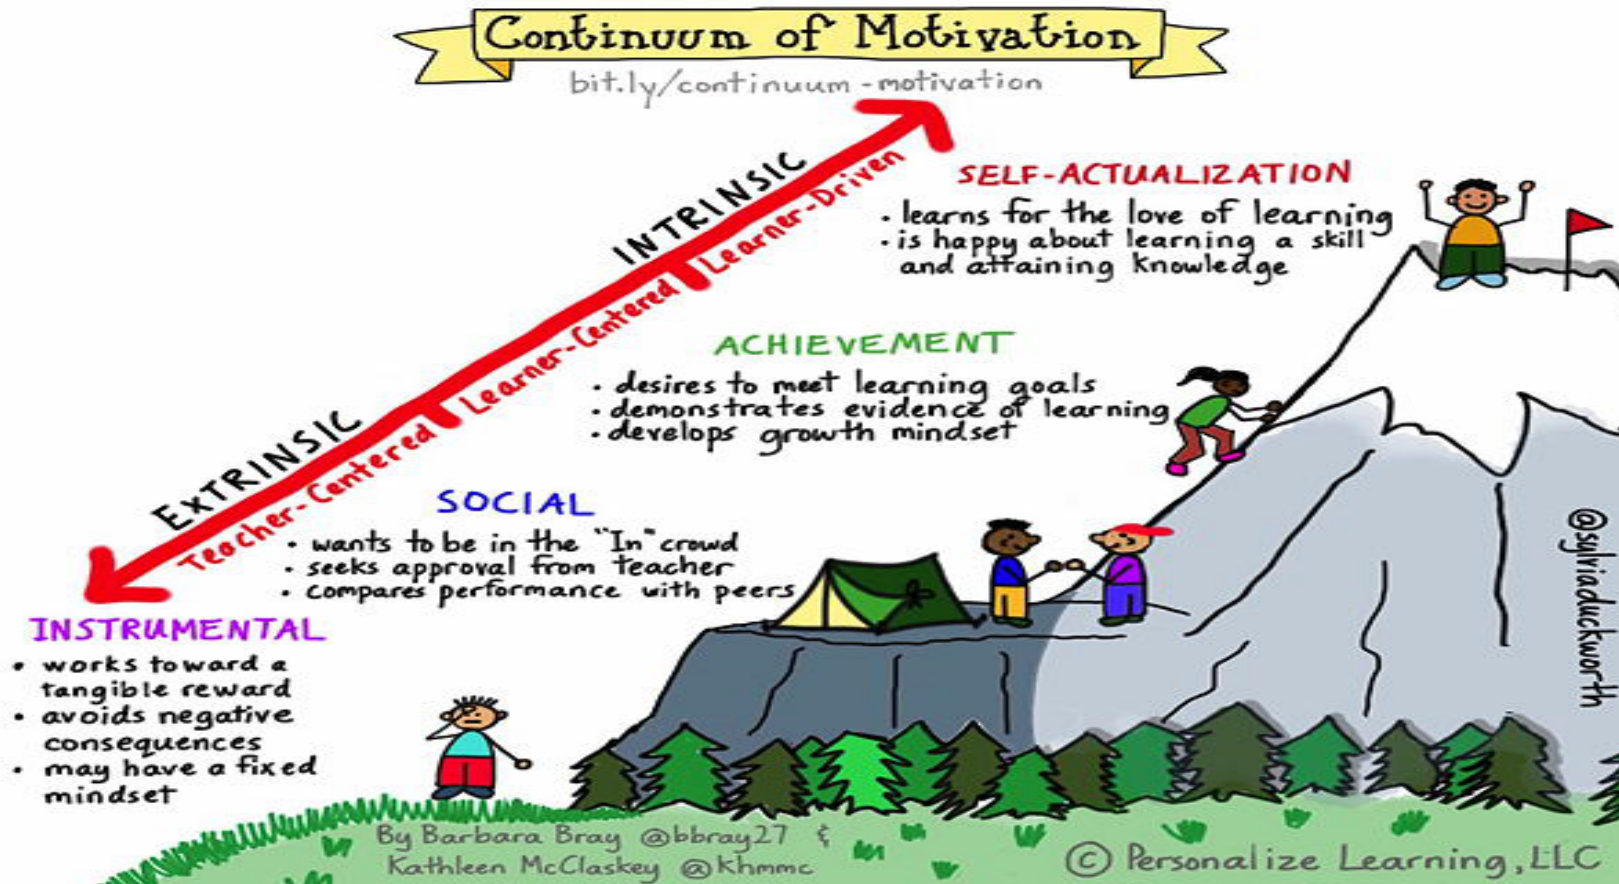 Continuum of Motivation
bit.ly/continuum-motivation
INTRINSIC
Learner-Driven
Learner-Centered
EXTRINSIC
Teacher-Centered
SELF-ACTUALIZATION
• learns for the love of learning
• is happy about learning a skill
and attaining knowledge
ACHIEVEMENT
• desires to meet learning goals
• demonstrates evidence of learning
• develops growth mindset
SOCIAL
• wants to be in the "In" crowd
• seeks approval from teacher
• compares performance with peers
INSTRUMENTAL
• works toward a
tangible reward
• avoids negative
consequences
• may have a fixed
mindset
@sylviaduckworth
By Barbara Bray @bbray27 &
Kathleen McClaskey @khmmc
© Personalize Learning, LLC